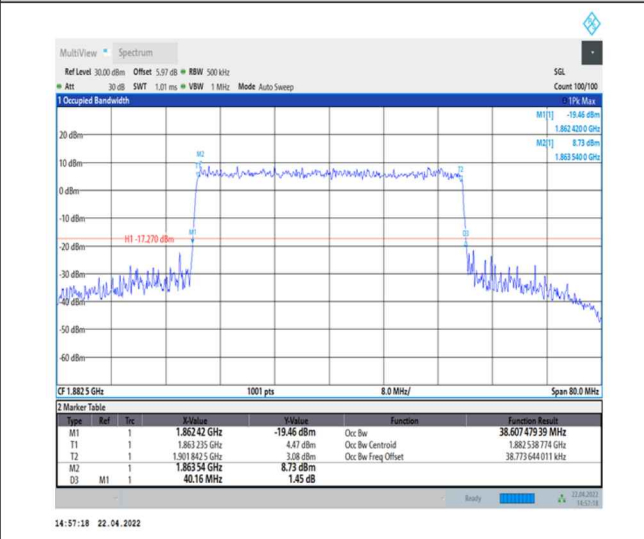 MultiView Spectrum
Ref Level 30.00 dBm Offset 5.97 dB RBW 500 kHz SGL
Att 30 dB SWT 1.01 ms VBW 1 MHz Mode Auto Sweep Count 100/100
1 Occupied Bandwidth 1Pk Max
M1[1] -19.46 dBm
1.862 420 0 GHz
M2[1] 8.73 dBm
1.863 540 0 GHz
20 dBm
10 dBm
M2
T1
T2
0 dBm
-10 dBm
H1 -17.270 dBm
M1
D3
-20 dBm
-30 dBm
-40 dBm
-50 dBm
-60 dBm
CF 1.882 5 GHz 1001 pts 8.0 MHz/ Span 80.0 MHz
2 Marker Table
Type Ref Trc X-Value Y-Value Function Function Result
M1 1 1.862 42 GHz -19.46 dBm Occ Bw 38.607 479 39 MHz
T1 1 1.863 235 GHz 4.47 dBm Occ Bw Centroid 1.882 538 774 GHz
T2 1 1.901 842 5 GHz 3.08 dBm Occ Bw Freq Offset 38.773 644 011 kHz
M2 1 1.863 54 GHz 8.73 dBm
D3 M1 1 40.16 MHz 1.45 dB
Ready 22.04.2022
14:57:18
14:57:18 22.04.2022